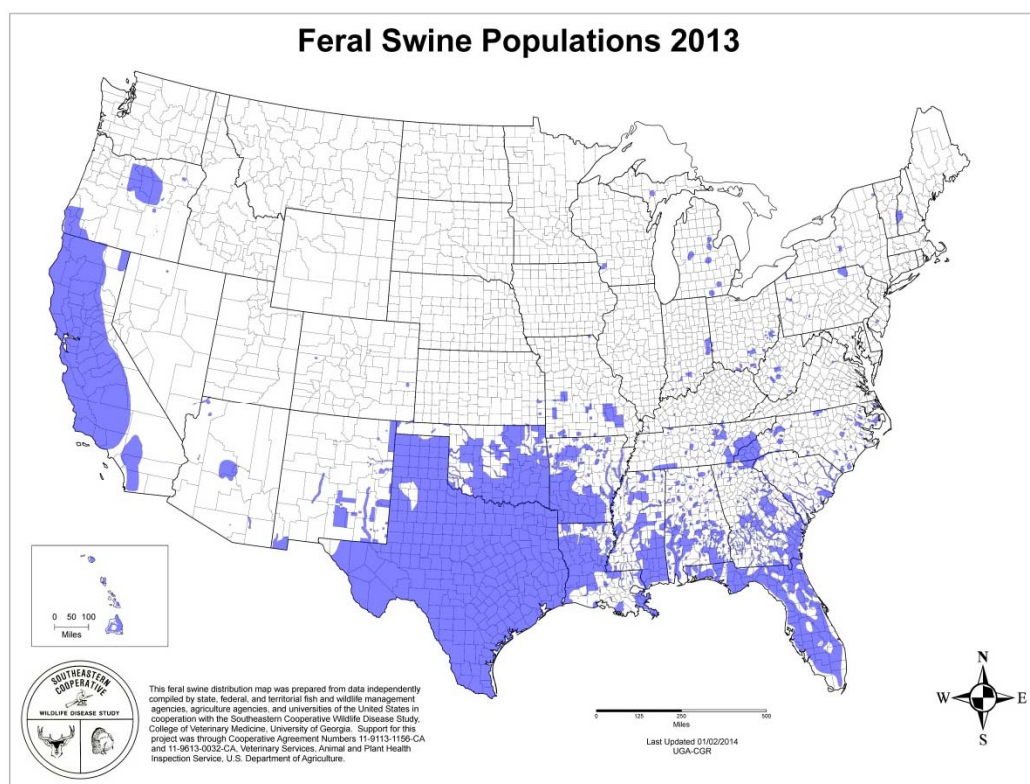 Feral Swine Populations 2013
0 50 100
Miles
SOUTHEASTERN
COOPERATIVE
WILDLIFE DISEASE STUDY
This feral swine distribution map was prepared from data independently
compiled by state, federal, and territorial fish and wildlife management
agencies, agriculture agencies, and universities of the United States in
cooperation with the Southeastern Cooperative Wildlife Disease Study,
College of Veterinary Medicine, University of Georgia. Support for this
project was through Cooperative Agreement Numbers 11-9113-1156-CA
and 11-9613-0032-CA, Veterinary Services, Animal and Plant Health
Inspection Service, U.S. Department of Agriculture.
0 125 250 500
Miles
Last Updated 01/02/2014
UGA-CGR
N
W E
S